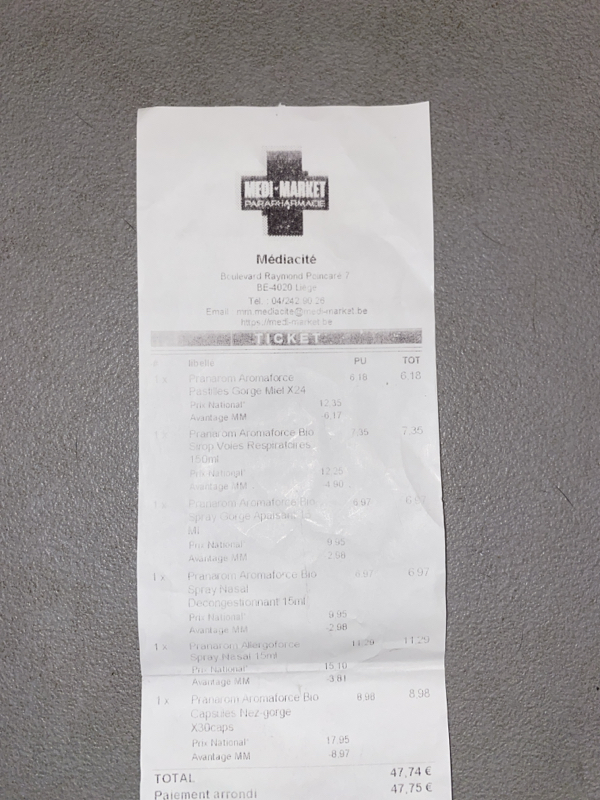 MEDI-MARKET
PARAPHARMACIE
Médiacité
Boulevard Raymond Poincaré 7
BE-4020 Liège
Tél. : 04/242 90 26
Email : mm.mediacite@medi-market.be
https://medi-market.be
TICKET
libellé PU TOT
1 x Pranarom Aromaforce 6.18 6.18
Pastilles Gorge Miel X24
Prix National* 12.35
Avantage MM -6.17
1 x Pranarom Aromaforce Bio 7.35 7.35
Sirop Voies Respiratoires
150ml
Prix National* 12.25
Avantage MM -4.90
1 x Pranarom Aromaforce Bio 6.97 6.97
Spray Gorge Apaisant
Ml
Prix National* 9.95
Avantage MM -2.98
1 x Pranarom Aromaforce Bio 6.97 6.97
Spray Nasal
Decongestionnant 15ml
Prix National* 9.95
Avantage MM -2.98
1 x Pranarom Allergoforce 11.29 11.29
Spray Nasal 15ml
Prix National* 15.10
Avantage MM -3.81
1 x Pranarom Aromaforce Bio 8.98 8.98
Capsules Nez-gorge
X30caps
Prix National* 17.95
Avantage MM -8.97
TOTAL 47,74 €
Paiement arrondi 47,75 €